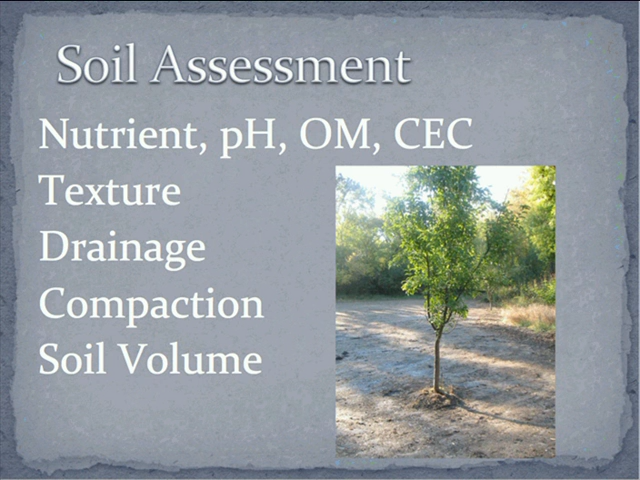 Soil Assessment
Nutrient, pH, OM, CEC
Texture
Drainage
Compaction
Soil Volume